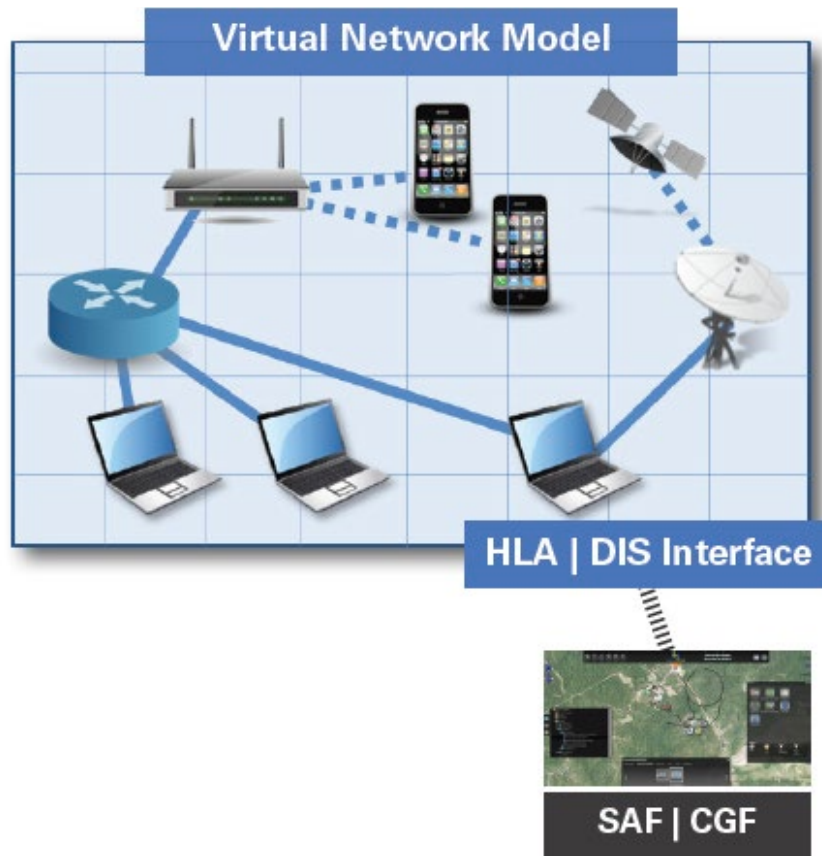 Virtual Network Model
HLA | DIS Interface
SAF | CGF